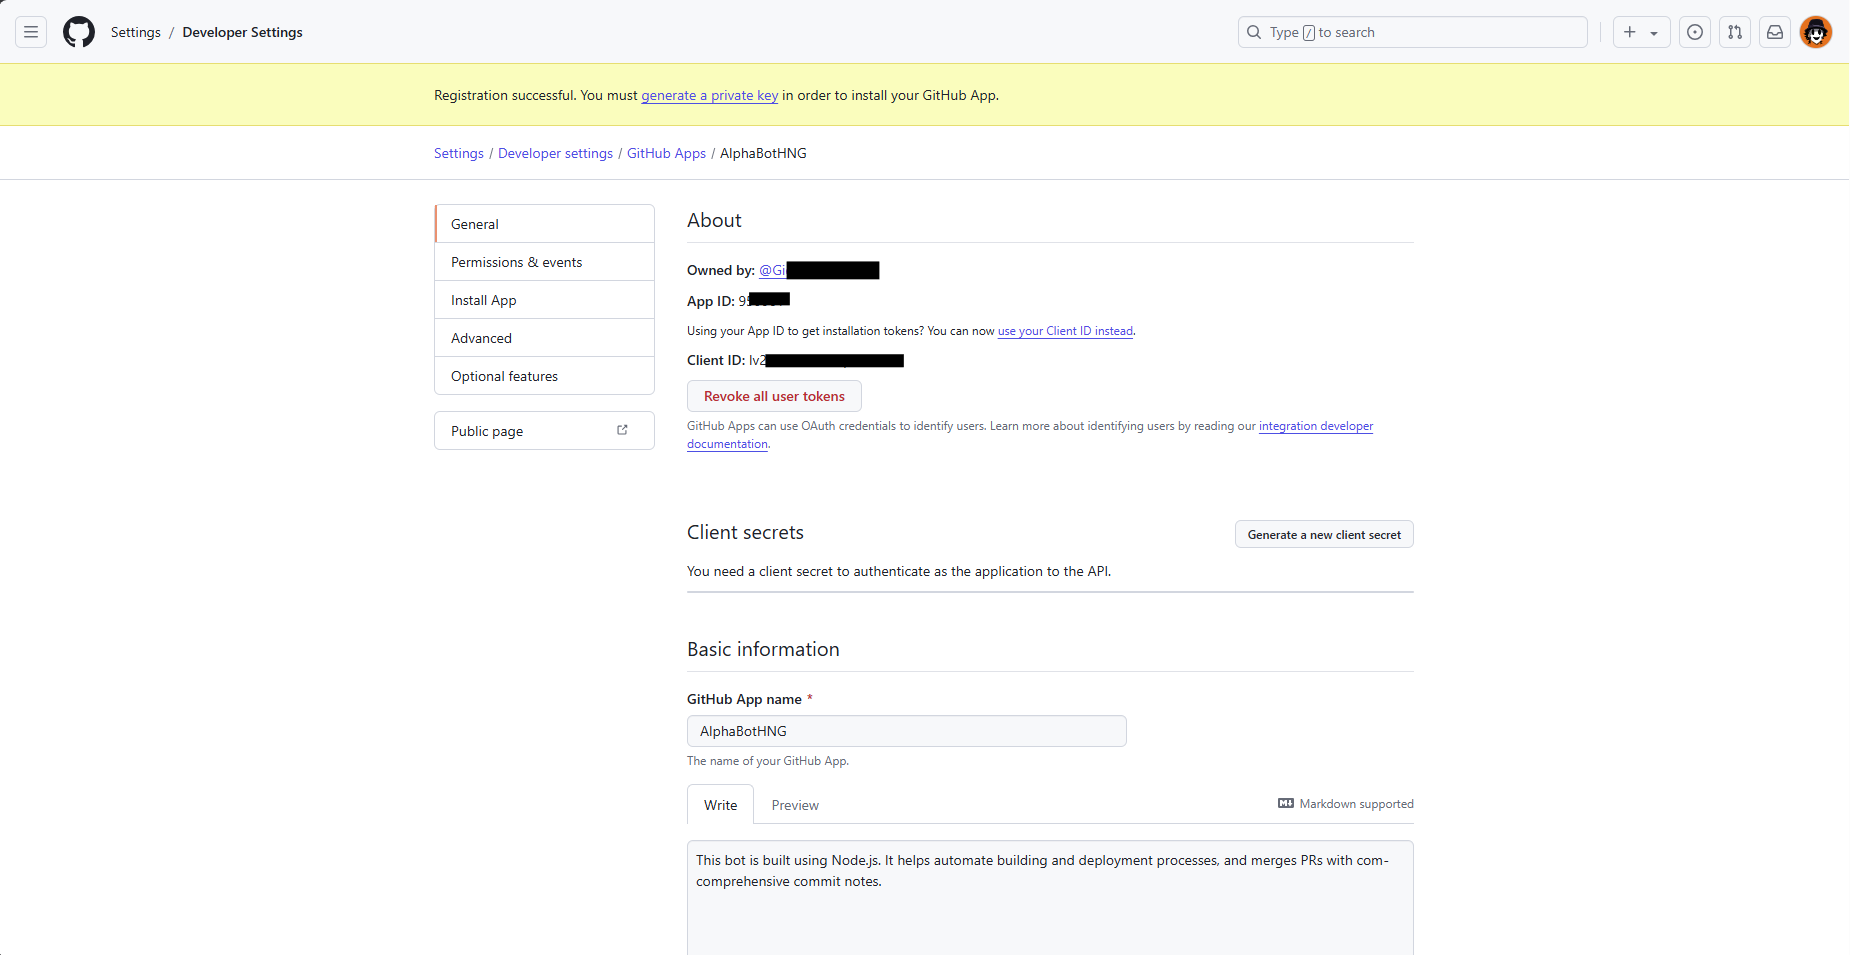 Settings / Developer Settings
Type / to search
Registration successful. You must generate a private key in order to install your GitHub App.
Settings / Developer settings / GitHub Apps / AlphaBotHNG
General
Permissions & events
Install App
Advanced
Optional features
Public page
About
Owned by: @Gi
App ID: 95
Using your App ID to get installation tokens? You can now use your Client ID instead.
Client ID: Iv2
Revoke all user tokens
GitHub Apps can use OAuth credentials to identify users. Learn more about identifying users by reading our integration developer
documentation.
Client secrets
Generate a new client secret
You need a client secret to authenticate as the application to the API.
Basic information
GitHub App name *
AlphaBotHNG
The name of your GitHub App.
Write
Preview
Markdown supported
This bot is built using Node.js. It helps automate building and deployment processes, and merges PRs with com-
comprehensive commit notes.